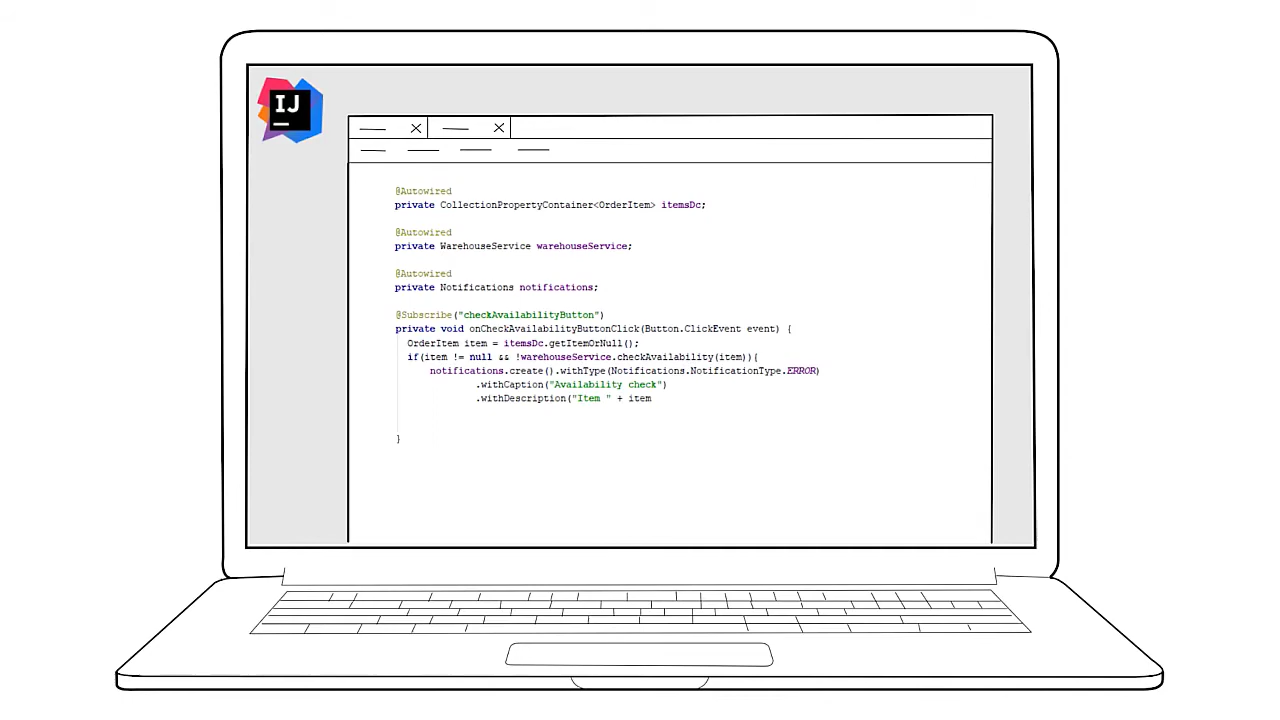 IJ
@Autowired
private CollectionPropertyContainer<OrderItem> itemsDc;
@Autowired
private WarehouseService warehouseService;
@Autowired
private Notifications notifications;
@Subscribe("checkAvailabilityButton")
private void onCheckAvailabilityButtonClick(Button.ClickEvent event) {
OrderItem item = itemsDc.getItemOrNull();
if(item != null && !warehouseService.checkAvailability(item)){
notifications.create().withType(Notifications.NotificationType.ERROR)
.withCaption("Availability check")
.withDescription("Item " + item
}